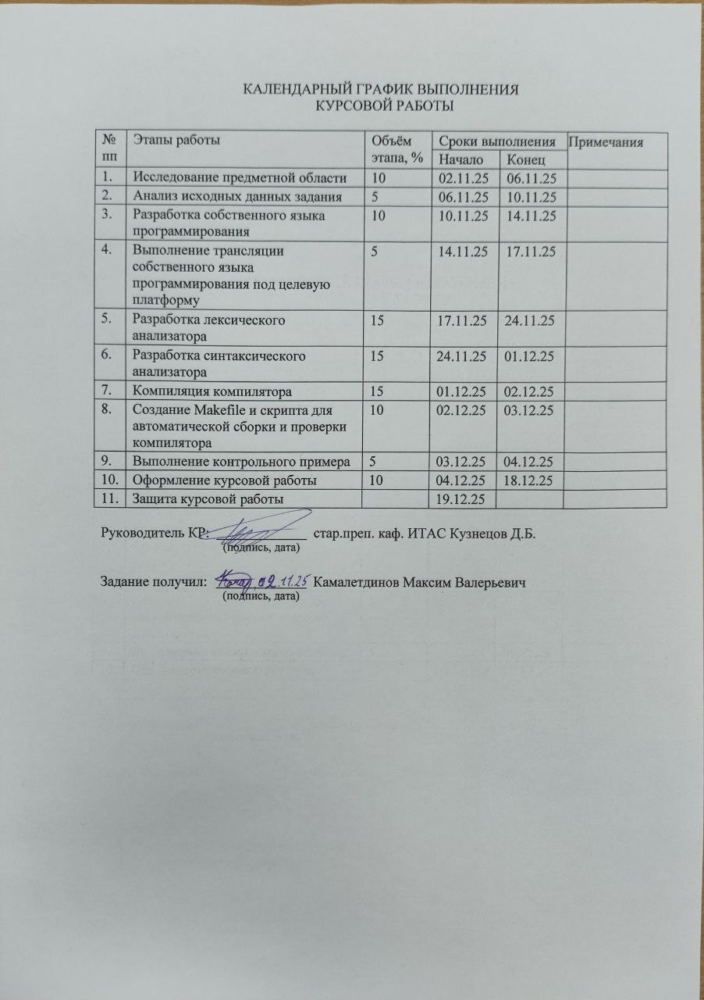 КАЛЕНДАРНЫЙ ГРАФИК ВЫПОЛНЕНИЯ
КУРСОВОЙ РАБОТЫ
№ пп Этапы работы Объём этапа, % Сроки выполнения Примечания
Начало Конец
1. Исследование предметной области 10 02.11.25 06.11.25
2. Анализ исходных данных задания 5 06.11.25 10.11.25
3. Разработка собственного языка 10 10.11.25 14.11.25
программирования
4. Выполнение трансляции 5 14.11.25 17.11.25
собственного языка
программирования под целевую
платформу
5. Разработка лексического 15 17.11.25 24.11.25
анализатора
6. Разработка синтаксического 15 24.11.25 01.12.25
анализатора
7. Компиляция компилятора 15 01.12.25 02.12.25
8. Создание Makefile и скрипта для 10 02.12.25 03.12.25
автоматической сборки и проверки
компилятора
9. Выполнение контрольного примера 5 03.12.25 04.12.25
10. Оформление курсовой работы 10 04.12.25 18.12.25
11. Защита курсовой работы 19.12.25
Руководитель КР: стар.преп. каф. ИТАС Кузнецов Д.Б.
(подпись, дата)
Задание получил: 02.11.25 Камалетдинов Максим Валерьевич
(подпись, дата)